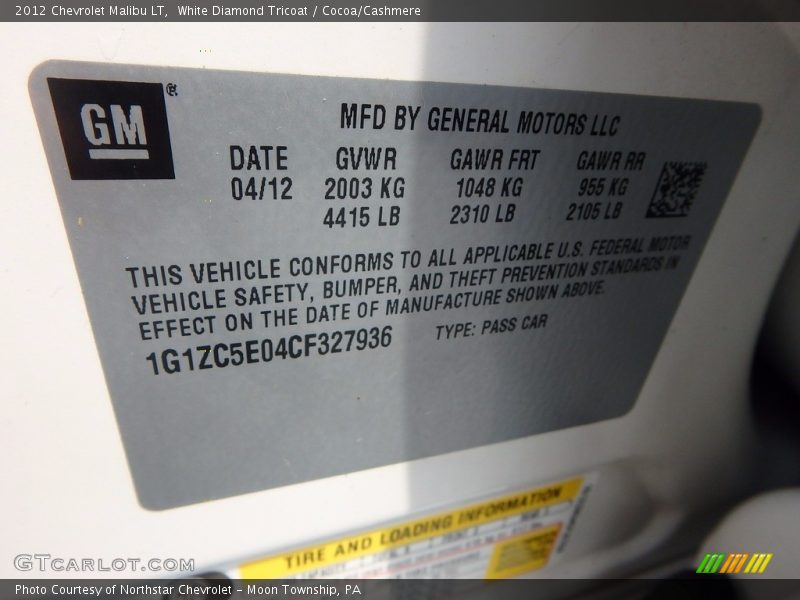 2012 Chevrolet Malibu LT,  White Diamond Tricoat / Cocoa/Cashmere
GM®
MFD BY GENERAL MOTORS LLC
DATE GVWR GAWR FRT GAWR RR
04/12 2003 KG 1048 KG 955 KG
4415 LB 2310 LB 2105 LB
THIS VEHICLE CONFORMS TO ALL APPLICABLE U.S. FEDERAL MOTOR
VEHICLE SAFETY, BUMPER, AND THEFT PREVENTION STANDARDS IN
EFFECT ON THE DATE OF MANUFACTURE SHOWN ABOVE.
1G1ZC5E04CF327936 TYPE: PASS CAR
TIRE AND LOADING INFORMATION
GTCarlot.com
Photo Courtesy of Northstar Chevrolet - Moon Township, PA